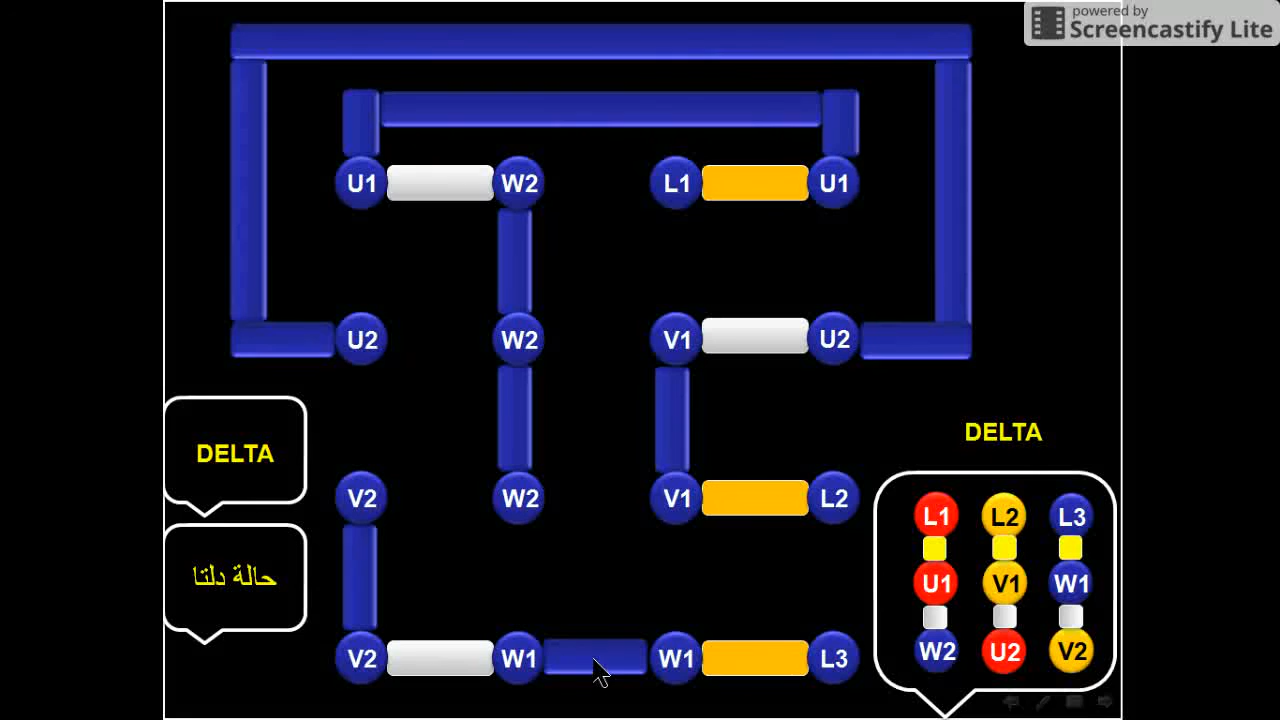 powered by
Screencastify Lite
U1 W2 L1 U1
U2 W2 V1 U2
DELTA
DELTA
V2 W2 V1 L2
حالة دلتا
V2 W1 W1 L3
L1 L2 L3
U1 V1 W1
W2 U2 V2